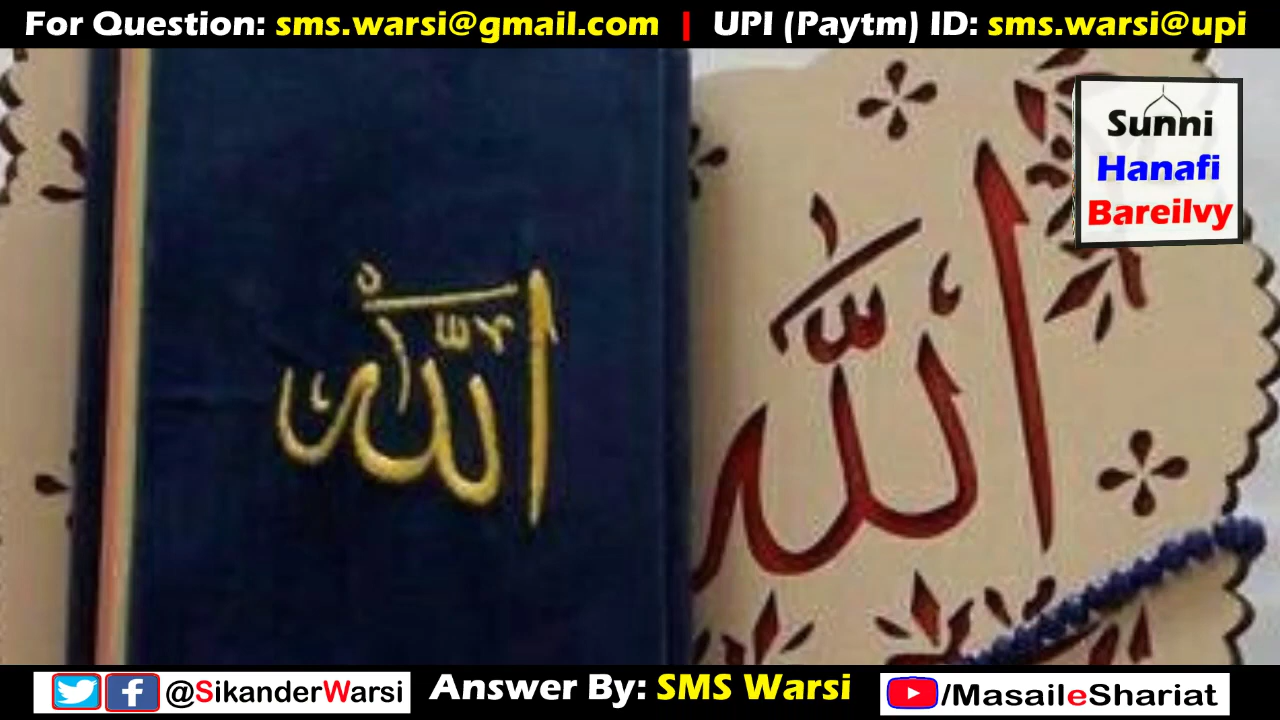 For Question: sms.warsi@gmail.com | UPI (Paytm) ID: sms.warsi@upi
Sunni
Hanafi
Bareilvy
الله
الله
@SikanderWarsi
Answer By: SMS Warsi
/MasaileShariat